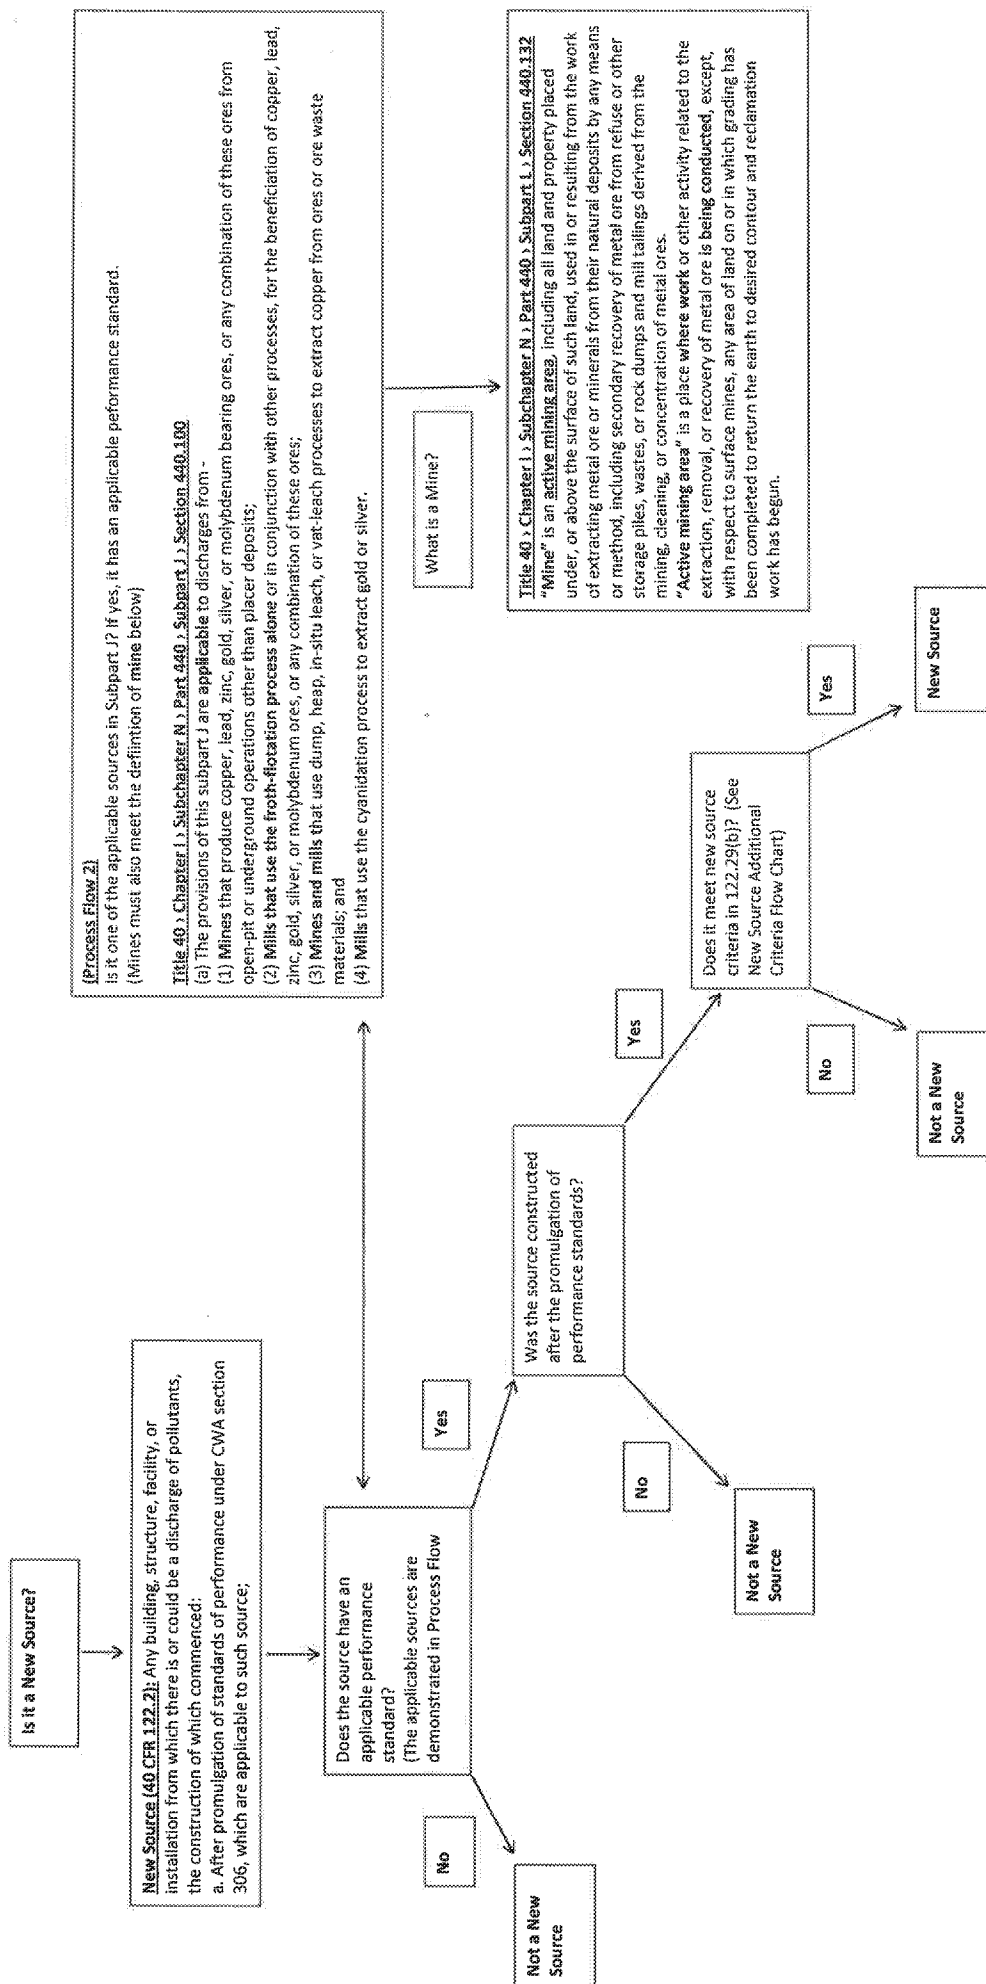 Is it a New Source?
New Source (40 CFR 122.2): Any building, structure, facility, or
installation from which there is or could be a discharge of pollutants,
the construction of which commenced:
a. After promulgation of standards of performance under CWA section
306, which are applicable to such source;
Does the source have an
applicable performance
standard?
(The applicable sources are
demonstrated in Process Flow
No
Not a New
Source
Yes
Was the source constructed
after the promulgation of
performance standards?
No
Not a New
Source
Yes
Does it meet new source
criteria in 122.29(b)? (See
New Source Additional
Criteria Flow Chart)
No
Not a New
Source
Yes
New Source
(Process Flow 2)
Is it one of the applicable sources in Subpart J? If yes, it has an applicable peformance standard.
(Mines must also meet the defintion of mine below)
Title 40 › Chapter I › Subchapter N › Part 440 › Subpart J › Section 440.100
(a) The provisions of this subpart J are applicable to discharges from -
(1) Mines that produce copper, lead, zinc, gold, silver, or molybdenum bearing ores, or any combination of these ores from
open-pit or underground operations other than placer deposits;
(2) Mills that use the froth-flotation process alone or in conjunction with other processes, for the beneficiation of copper, lead,
zinc, gold, silver, or molybdenum ores, or any combination of these ores;
(3) Mines and mills that use dump, heap, in-situ leach, or vat-leach processes to extract copper from ores or ore waste
materials; and
(4) Mills that use the cyanidation process to extract gold or silver.
What is a Mine?
Title 40 › Chapter I › Subchapter N › Part 440 › Subpart L › Section 440.132
"Mine" is an active mining area, including all land and property placed
under, or above the surface of such land, used in or resulting from the work
of extracting metal ore or minerals from their natural deposits by any means
or method, including secondary recovery of metal ore from refuse or other
storage piles, wastes, or rock dumps and mill tailings derived from the
mining, cleaning, or concentration of metal ores.
"Active mining area" is a place where work or other activity related to the
extraction, removal, or recovery of metal ore is being conducted, except,
with respect to surface mines, any area of land on or in which grading has
been completed to return the earth to desired contour and reclamation
work has begun.